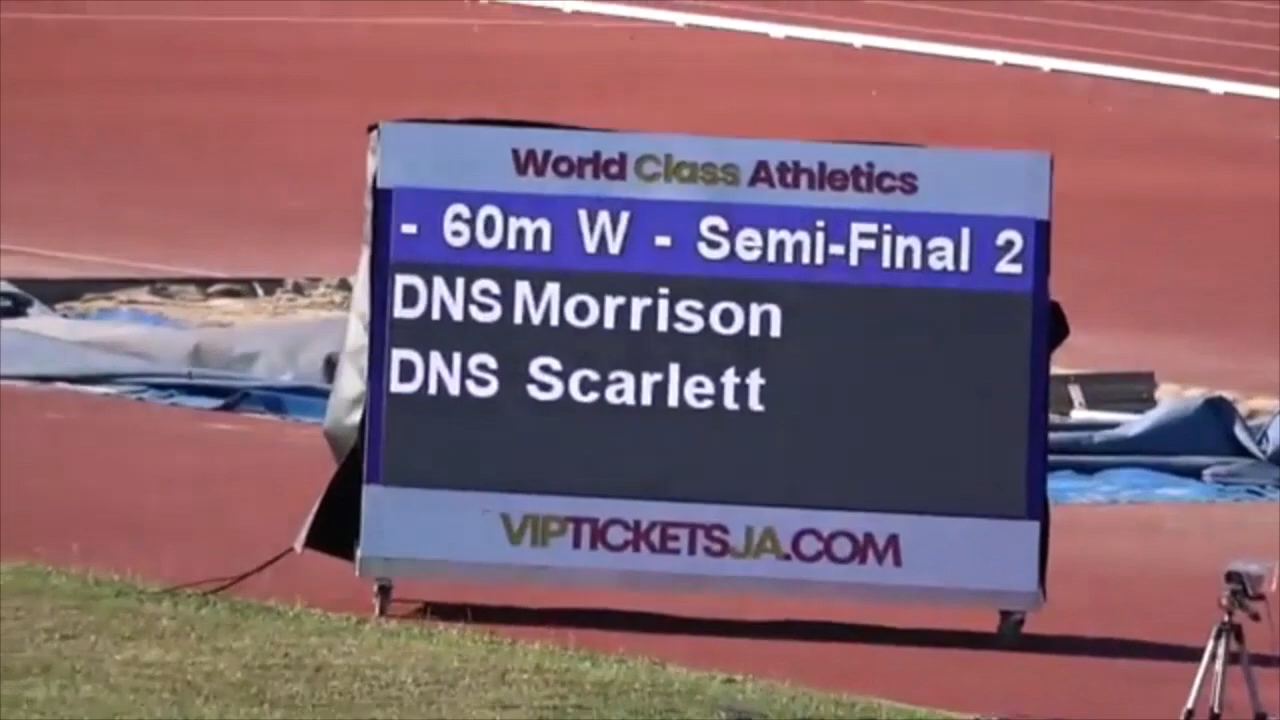 World Class Athletics
- 60m W - Semi-Final 2
DNS Morrison
DNS Scarlett
VIPTICKETSJA.COM